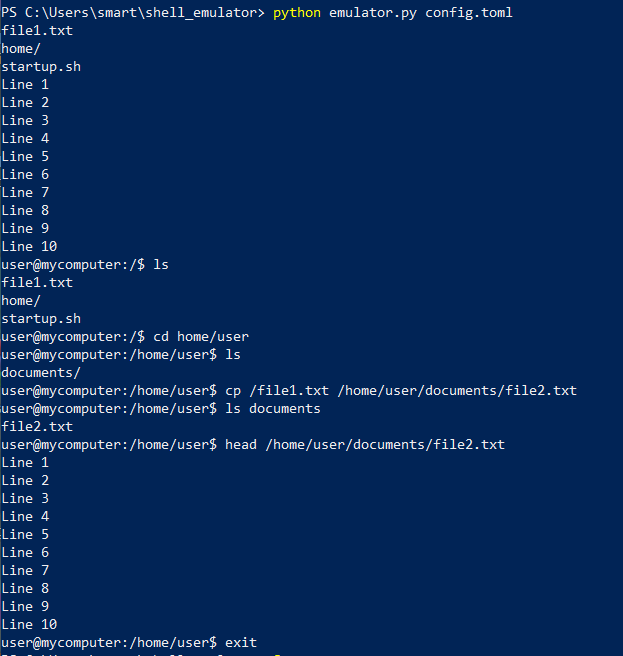 PS C:\Users\smart\shell_emulator> python emulator.py config.toml
file1.txt
home/
startup.sh
Line 1
Line 2
Line 3
Line 4
Line 5
Line 6
Line 7
Line 8
Line 9
Line 10
user@mycomputer:/$ ls
file1.txt
home/
startup.sh
user@mycomputer:/$ cd home/user
user@mycomputer:/home/user$ ls
documents/
user@mycomputer:/home/user$ cp /file1.txt /home/user/documents/file2.txt
user@mycomputer:/home/user$ ls documents
file2.txt
user@mycomputer:/home/user$ head /home/user/documents/file2.txt
Line 1
Line 2
Line 3
Line 4
Line 5
Line 6
Line 7
Line 8
Line 9
Line 10
user@mycomputer:/home/user$ exit